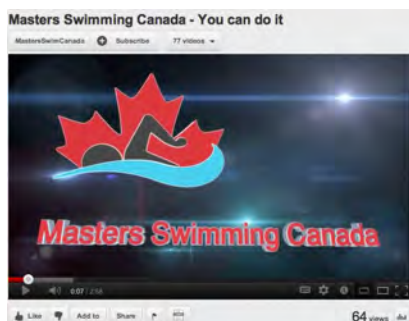 Masters Swimming Canada - You can do it
MastersSwimCanada Subscribe 77 videos
Masters Swimming Canada
0:07 / 2:58
Like Add to Share
64 views